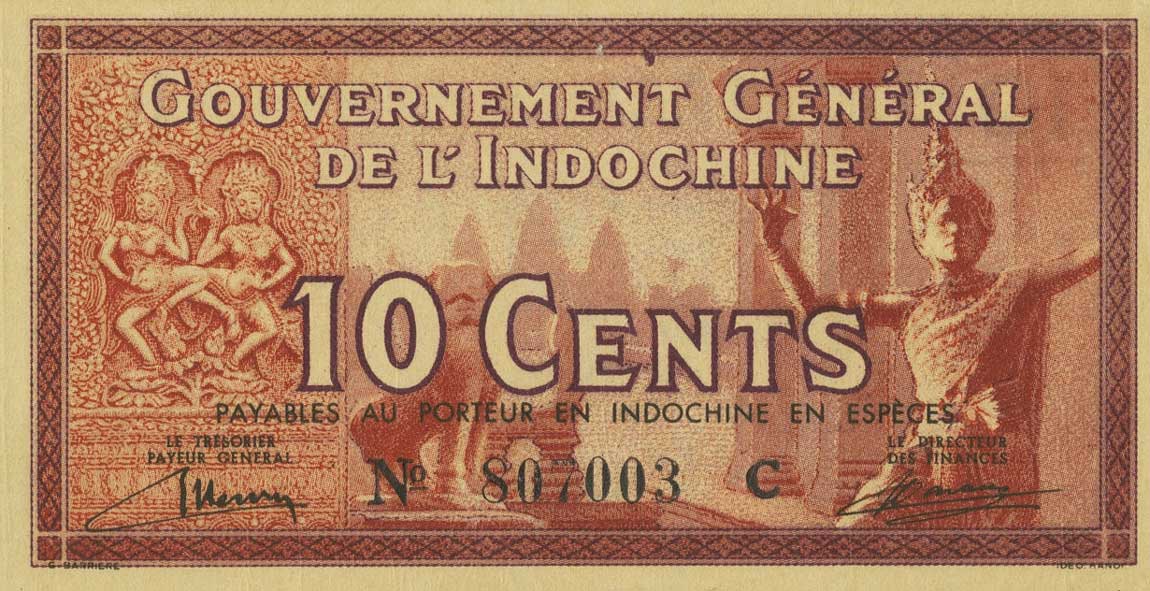 GOUVERNEMENT GÉNÉRAL
DE L'INDOCHINE
10 CENTS
PAYABLES AU PORTEUR EN INDOCHINE EN ESPÈCES
LE TRÉSORIER
PAYEUR GÉNÉRAL
LE DIRECTEUR
DES FINANCES
No 807003 C
G. BARRIÈRE
IDEO. HANOI